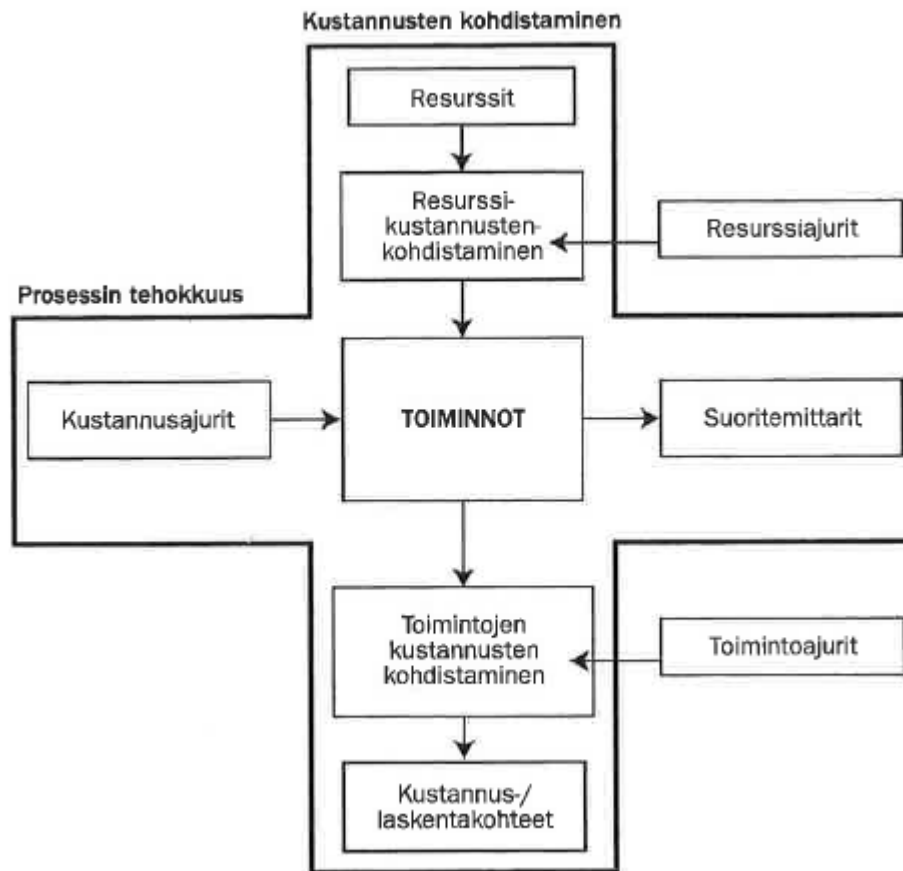 Kustannusten kohdistaminen
Resurssit
Resurssi-
kustannusten-
kohdistaminen
Resurssiajurit
Prosessin tehokkuus
Kustannusajurit
TOIMINNOT
Suoritemittarit
Toimintojen
kustannusten
kohdistaminen
Toimintoajurit
Kustannus-/
laskentakohteet